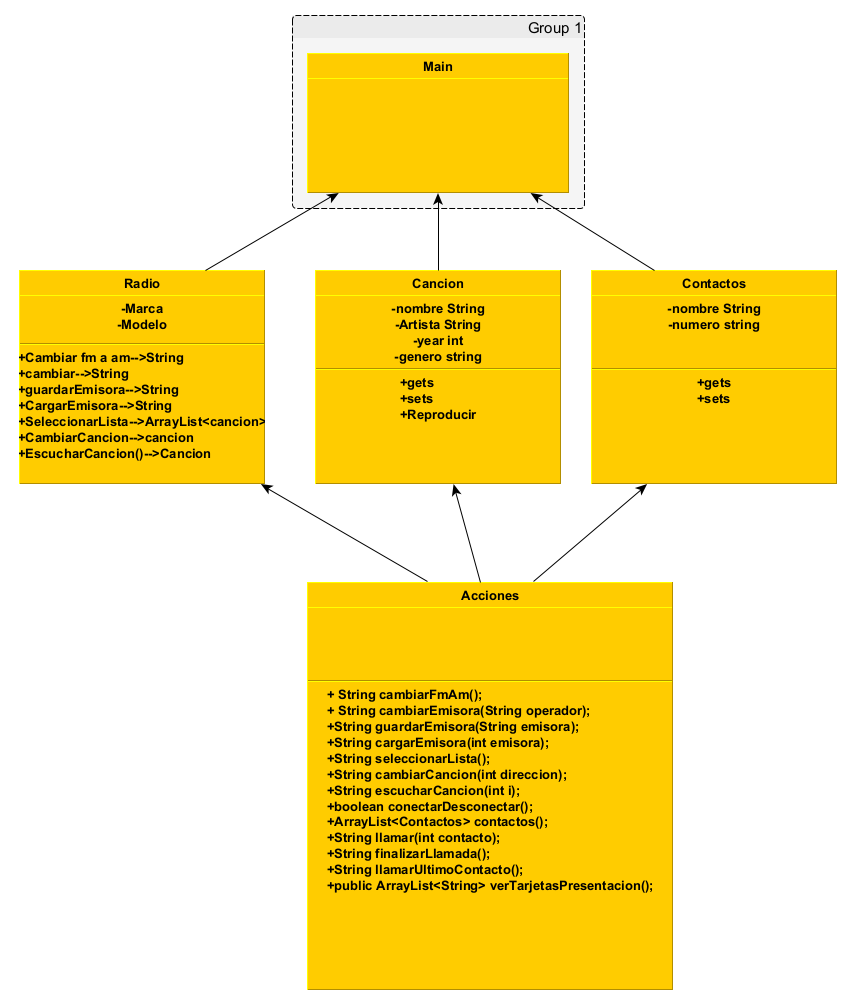 Group 1
Main
Radio
-Marca
-Modelo
+Cambiar fm a am-->String
+cambiar-->String
+guardarEmisora-->String
+CargarEmisora-->String
+SeleccionarLista-->ArrayList<cancion>
+CambiarCancion-->cancion
+EscucharCancion()-->Cancion
Cancion
-nombre String
-Artista String
-year int
-genero string
+gets
+sets
+Reproducir
Contactos
-nombre String
-numero string
+gets
+sets
Acciones
+ String cambiarFmAm();
+ String cambiarEmisora(String operador);
+String guardarEmisora(String emisora);
+String cargarEmisora(int emisora);
+String seleccionarLista();
+String cambiarCancion(int direccion);
+String escucharCancion(int i);
+boolean conectarDesconectar();
+ArrayList<Contactos> contactos();
+String llamar(int contacto);
+String finalizarLlamada();
+String llamarUltimoContacto();
+public ArrayList<String> verTarjetasPresentacion();